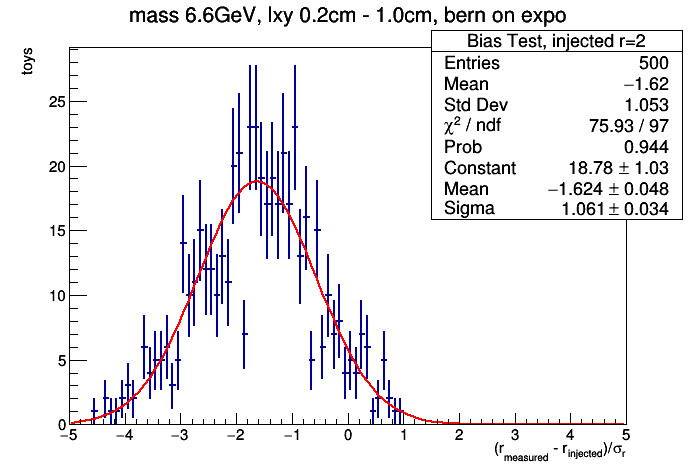 mass 6.6GeV, lxy 0.2cm - 1.0cm, bern on expo
Bias Test, injected r=2
Entries 500
Mean −1.62
Std Dev 1.053
χ² / ndf 75.93 / 97
Prob 0.944
Constant 18.78 ± 1.03
Mean −1.624 ± 0.048
Sigma 1.061 ± 0.034
toys
25
20
15
10
5
0
−5 −4 −3 −2 −1 0 1 2 3 4 5
(r_measured - r_injected)/σ_r